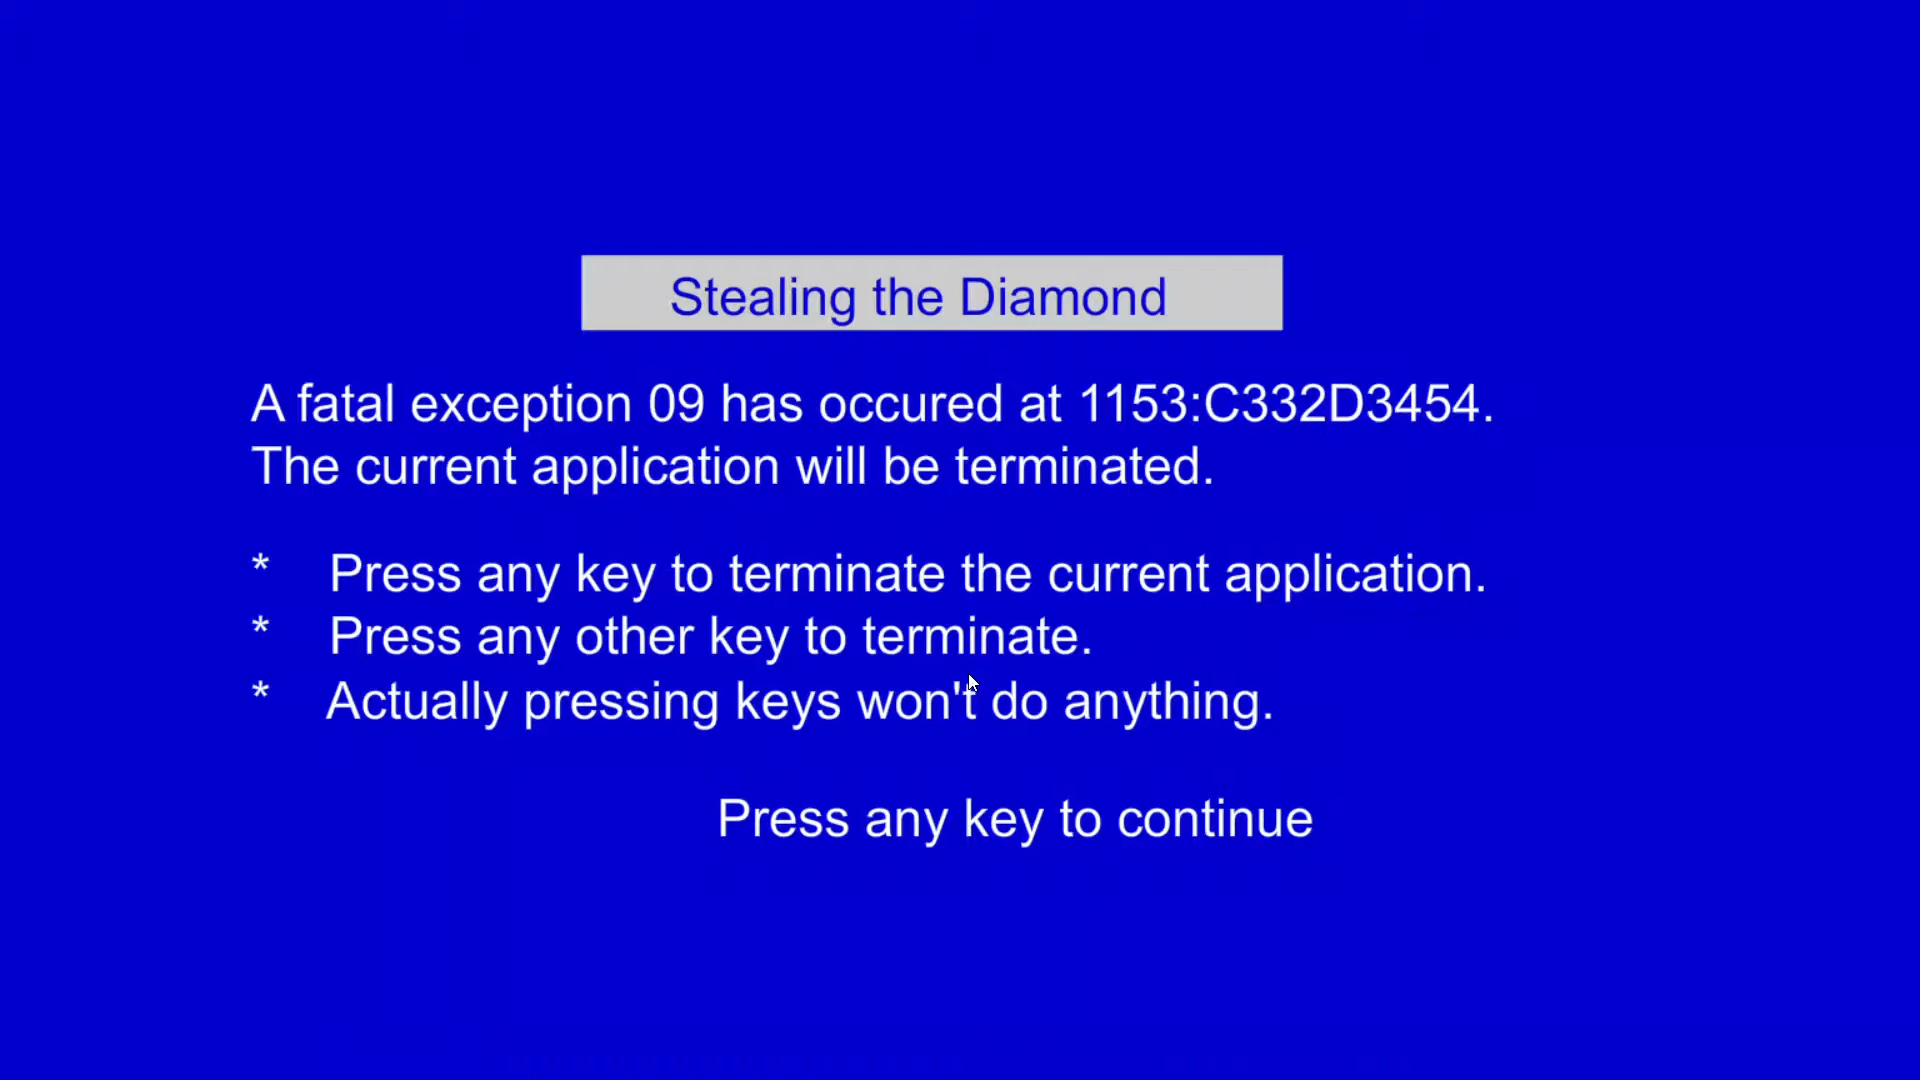 Stealing the Diamond
A fatal exception 09 has occured at 1153:C332D3454.
The current application will be terminated.
* Press any key to terminate the current application.
* Press any other key to terminate.
* Actually pressing keys won't do anything.
Press any key to continue